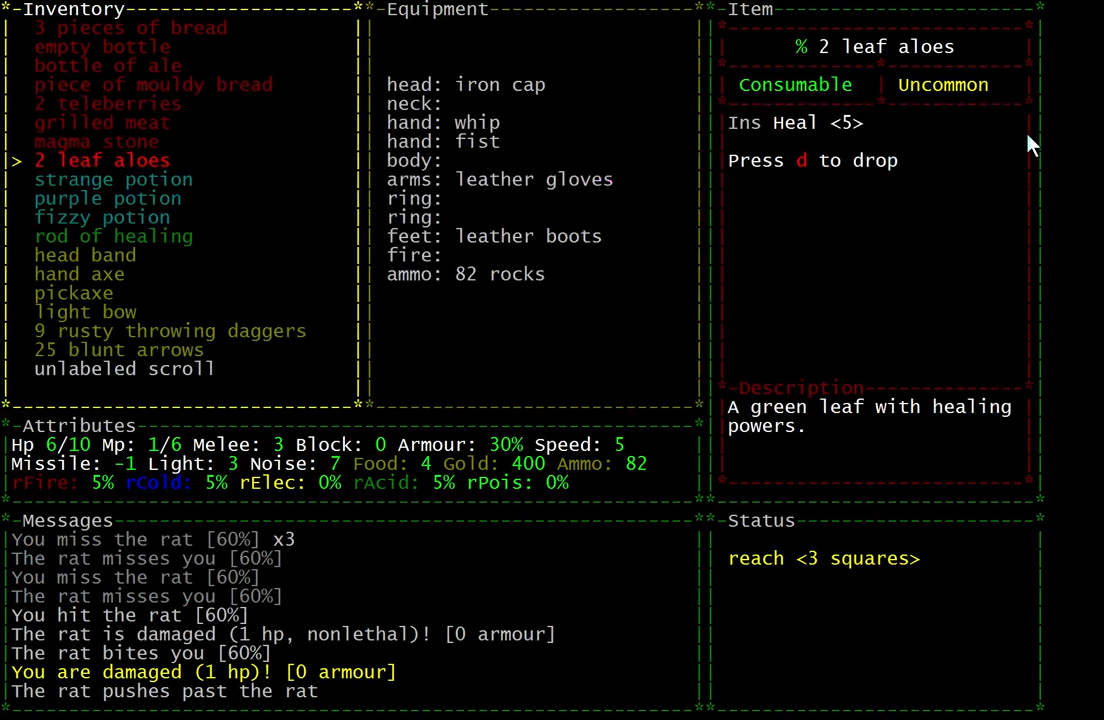 Inventory
3 pieces of bread
empty bottle
bottle of ale
piece of mouldy bread
2 teleberries
grilled meat
magma stone
> 2 leaf aloes
strange potion
purple potion
fizzy potion
rod of healing
head band
hand axe
pickaxe
light bow
9 rusty throwing daggers
25 blunt arrows
unlabeled scroll
Equipment
head: iron cap
neck:
hand: whip
hand: fist
body:
arms: leather gloves
ring:
ring:
feet: leather boots
fire:
ammo: 82 rocks
Item
% 2 leaf aloes
Consumable | Uncommon
Ins Heal <5>
Press d to drop
Description
A green leaf with healing
powers.
Attributes
Hp 6/10 Mp: 1/6 Melee: 3 Block: 0 Armour: 30% Speed: 5
Missile: -1 Light: 3 Noise: 7 Food: 4 Gold: 400 Ammo: 82
rFire: 5% rCold: 5% rElec: 0% rAcid: 5% rPois: 0%
Messages
You miss the rat [60%] x3
The rat misses you [60%]
You miss the rat [60%]
The rat misses you [60%]
You hit the rat [60%]
The rat is damaged (1 hp, nonlethal)! [0 armour]
The rat bites you [60%]
You are damaged (1 hp)! [0 armour]
The rat pushes past the rat
Status
reach <3 squares>